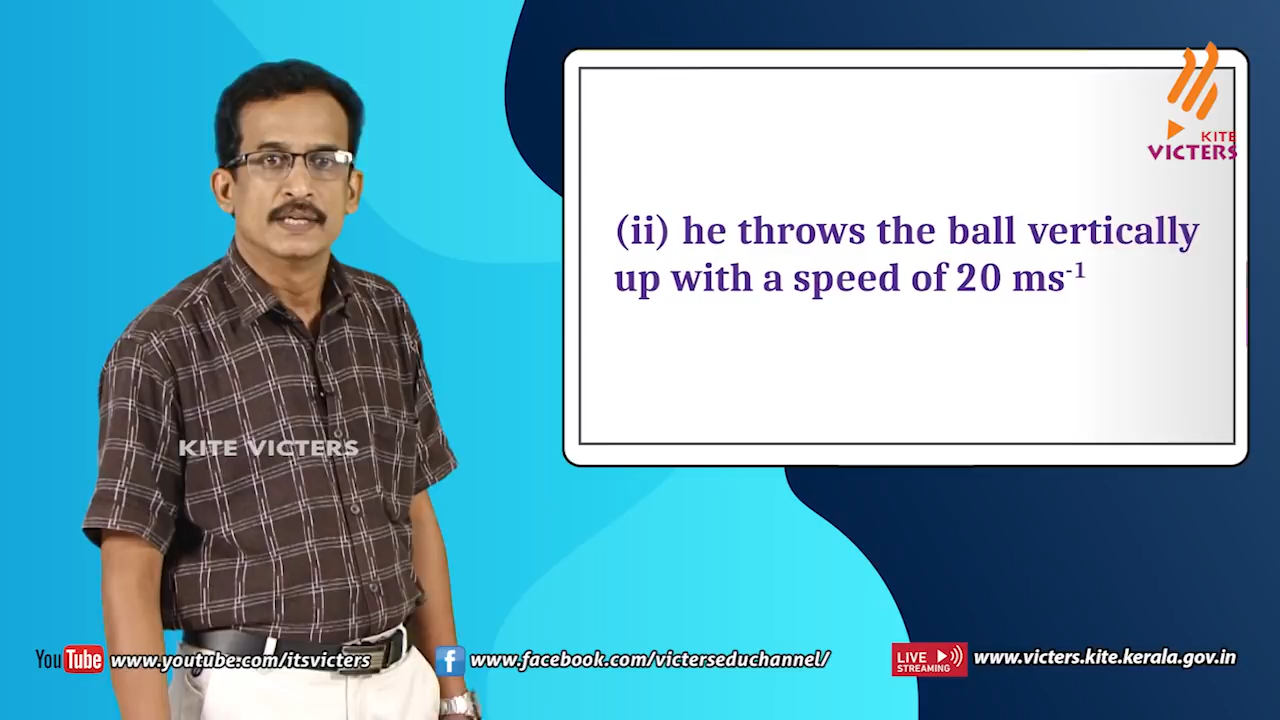 KITE
VICTERS
(ii) he throws the ball vertically
up with a speed of 20 ms-1
KITE VICTERS
You Tube www.youtube.com/itsvicters
f www.facebook.com/victerseduchannel/
LIVE STREAMING www.victers.kite.kerala.gov.in